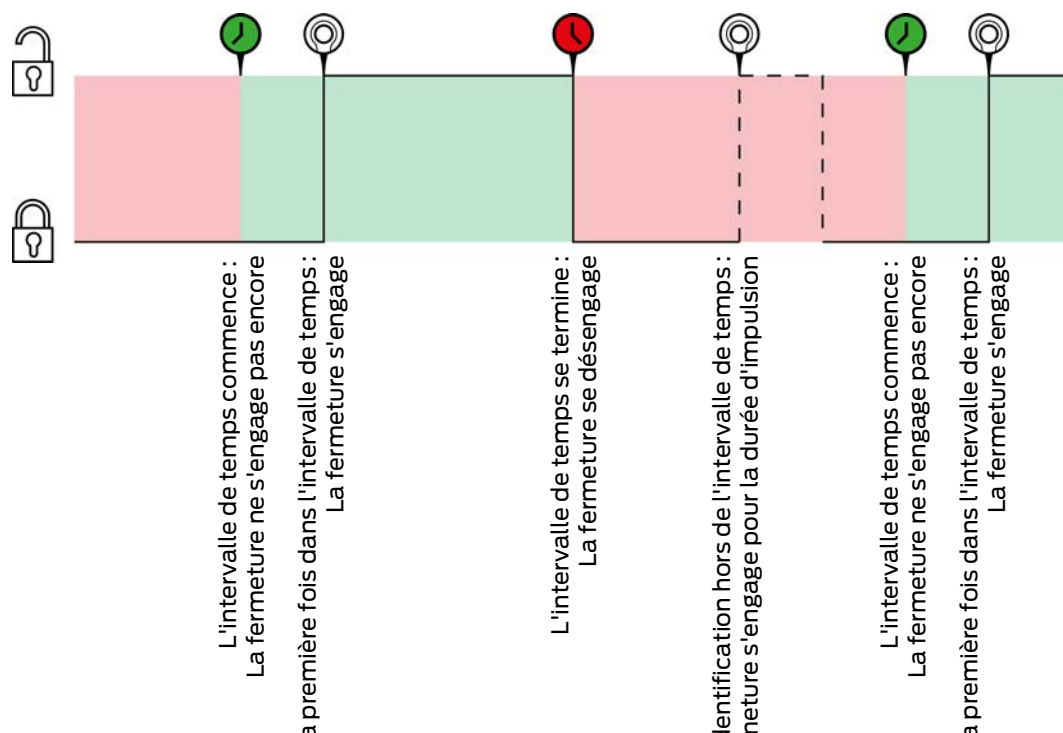 L'intervalle de temps commence :
La fermeture ne s'engage pas encore
première fois dans l'intervalle de temps :
La fermeture s'engage
L'intervalle de temps se termine :
La fermeture se désengage
hors de l'intervalle de temps :
s'engage pour la durée d'impulsion
L'intervalle de temps commence :
La fermeture ne s'engage pas encore
première fois dans l'intervalle de temps :
La fermeture s'engage